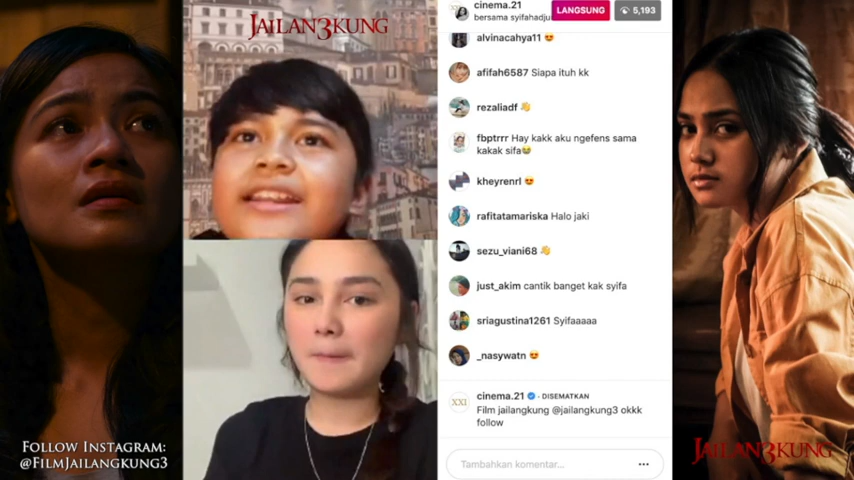 JAILAN3KUNG
cinema.21
bersama syifahadju
LANGSUNG
5,193
alvinacahya11 😍
afifah6587 Siapa ituh kk
rezaliadf 👋
fbptrrr Hay kakk aku ngefens sama
kakak sifa😂
kheyrenrl 😍
rafitatamariska Halo jaki
sezu_viani68 👋
just_akim cantik banget kak syifa
sriagustina1261 Syifaaaaa
_nasywatn 😍
XXI
cinema.21 · DISEMATKAN
Film jailangkung @jailangkung3 okkk
follow
Tambahkan komentar...
FOLLOW INSTAGRAM:
@FILMJAILANGKUNG3
JAILAN3KUNG